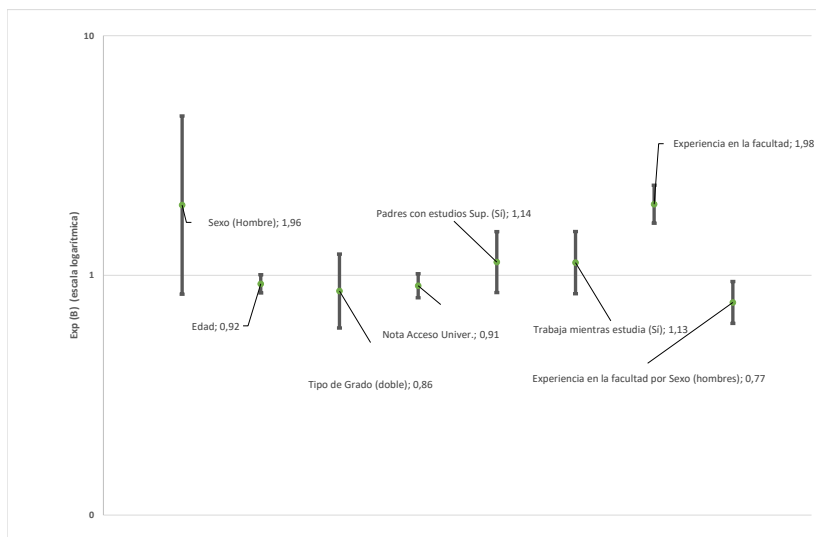 10
Experiencia en la facultad; 1,98
Padres con estudios Sup. (Sí); 1,14
Sexo (Hombre); 1,96
Exp (B)  (escala logarítmica)
1
Edad; 0,92
Nota Acceso Univer.; 0,91
Trabaja mientras estudia (Sí); 1,13
Tipo de Grado (doble); 0,86
Experiencia en la facultad por Sexo (hombres); 0,77
0